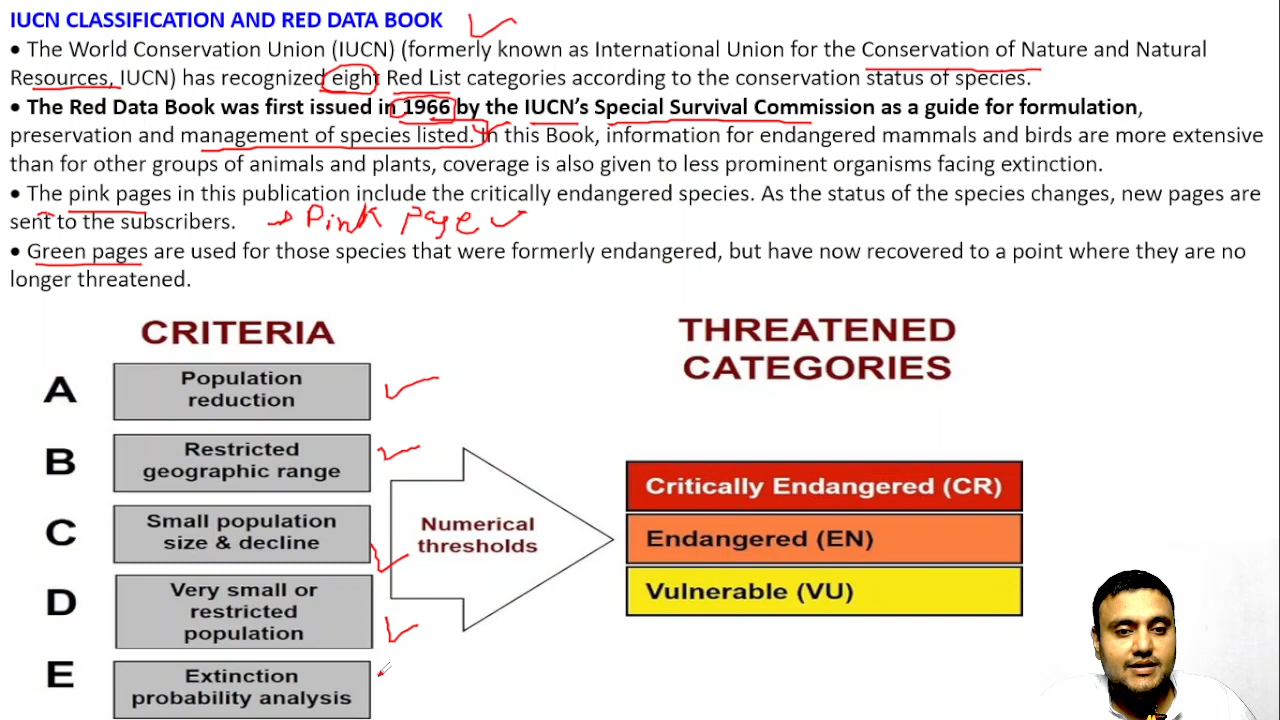 IUCN CLASSIFICATION AND RED DATA BOOK
• The World Conservation Union (IUCN) (formerly known as International Union for the Conservation of Nature and Natural
Resources, IUCN) has recognized eight Red List categories according to the conservation status of species.
• The Red Data Book was first issued in 1966 by the IUCN's Special Survival Commission as a guide for formulation,
preservation and management of species listed. In this Book, information for endangered mammals and birds are more extensive
than for other groups of animals and plants, coverage is also given to less prominent organisms facing extinction.
• The pink pages in this publication include the critically endangered species. As the status of the species changes, new pages are
sent to the subscribers.
→ Pink Page
• Green pages are used for those species that were formerly endangered, but have now recovered to a point where they are no
longer threatened.
CRITERIA
A
Population
reduction
B
Restricted
geographic range
C
Small population
size & decline
D
Very small or
restricted
population
E
Extinction
probability analysis
Numerical
thresholds
THREATENED
CATEGORIES
Critically Endangered (CR)
Endangered (EN)
Vulnerable (VU)